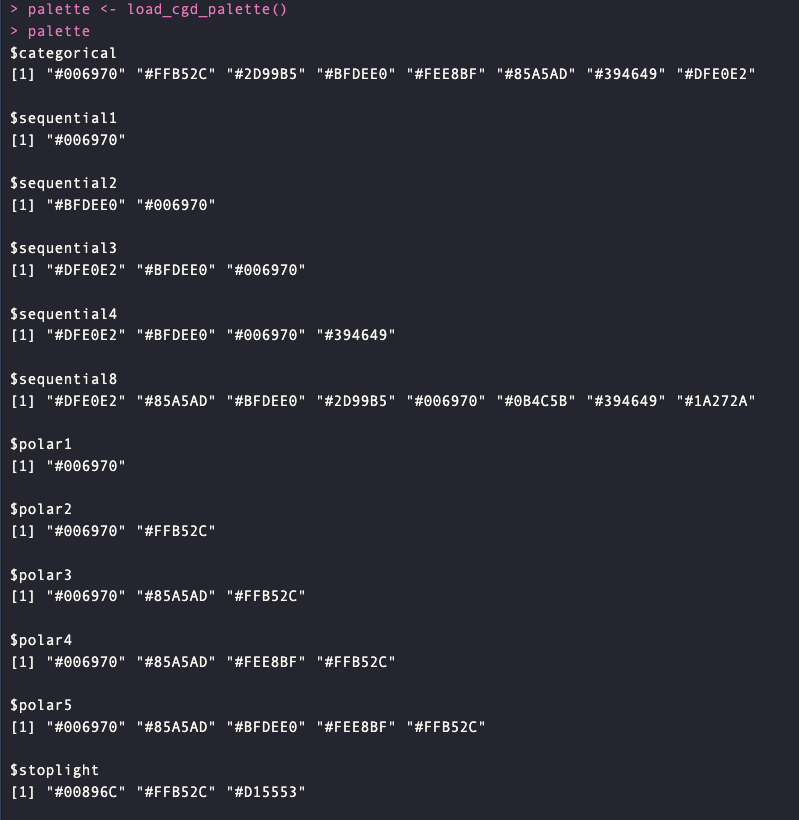 > palette <- load_cgd_palette()
> palette
$categorical
[1] "#006970" "#FFB52C" "#2D99B5" "#BFDEE0" "#FEE8BF" "#85A5AD" "#394649" "#DFE0E2"
$sequential1
[1] "#006970"
$sequential2
[1] "#BFDEE0" "#006970"
$sequential3
[1] "#DFE0E2" "#BFDEE0" "#006970"
$sequential4
[1] "#DFE0E2" "#BFDEE0" "#006970" "#394649"
$sequential8
[1] "#DFE0E2" "#85A5AD" "#BFDEE0" "#2D99B5" "#006970" "#0B4C5B" "#394649" "#1A272A"
$polar1
[1] "#006970"
$polar2
[1] "#006970" "#FFB52C"
$polar3
[1] "#006970" "#85A5AD" "#FFB52C"
$polar4
[1] "#006970" "#85A5AD" "#FEE8BF" "#FFB52C"
$polar5
[1] "#006970" "#85A5AD" "#BFDEE0" "#FEE8BF" "#FFB52C"
$stoplight
[1] "#00896C" "#FFB52C" "#D15553"